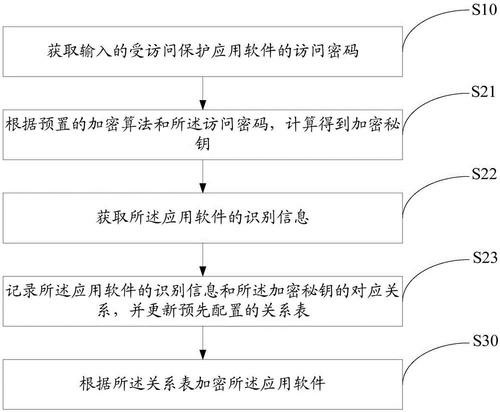 S10
获取输入的受访问保护应用软件的访问密码
S21
根据预置的加密算法和所述访问密码，计算得到加密秘
钥
S22
获取所述应用软件的识别信息
S23
记录所述应用软件的识别信息和所述加密秘钥的对应关
系，并更新预先配置的关系表
S30
根据所述关系表加密所述应用软件